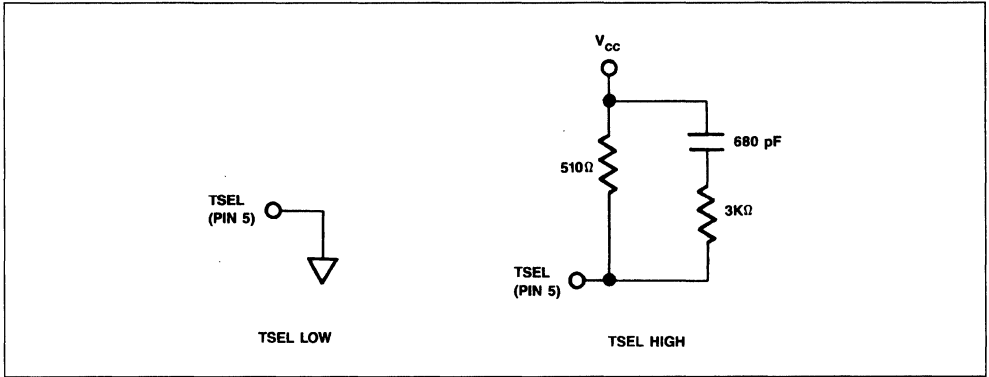 TSEL
(PIN 5)
TSEL LOW
V_CC
510Ω
680 pF
3KΩ
TSEL
(PIN 5)
TSEL HIGH